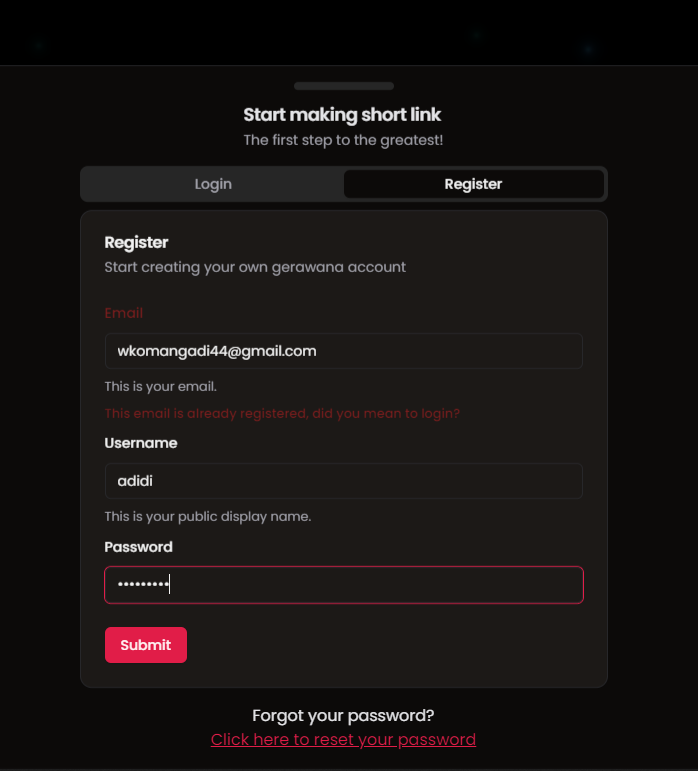 Start making short link
The first step to the greatest!
Login
Register
Register
Start creating your own gerawana account
Email
wkomangadi44@gmail.com
This is your email.
This email is already registered, did you mean to login?
Username
adidi
This is your public display name.
Password
•••••••••
Submit
Forgot your password?
Click here to reset your password